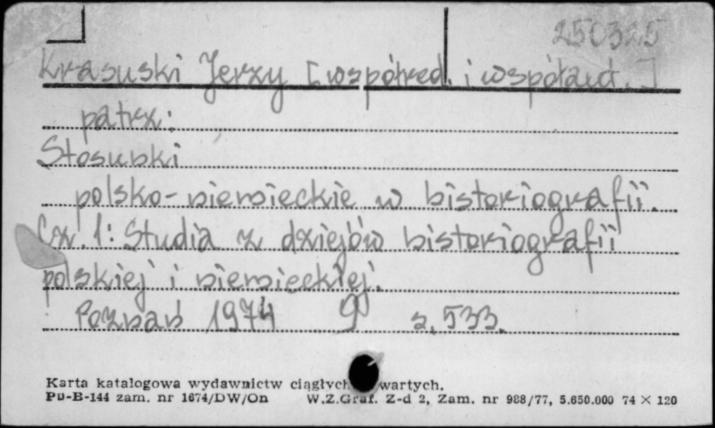 250325
Krasuski Jerzy [współred. i współaut.]
patrz:
Stosunki
polsko-niemieckie w historiografii.
Cz. 1: Studia z dziejów historiografii
polskiej i niemieckiej.
Poznań 1974 8° s. 533.
Karta katalogowa wydawnictw ciągłych wartych.
PU-B-144 zam. nr 1674/DW/On W.Z.Graf. Z-d 2, Zam. nr 988/77, 5.650.000 74 × 120